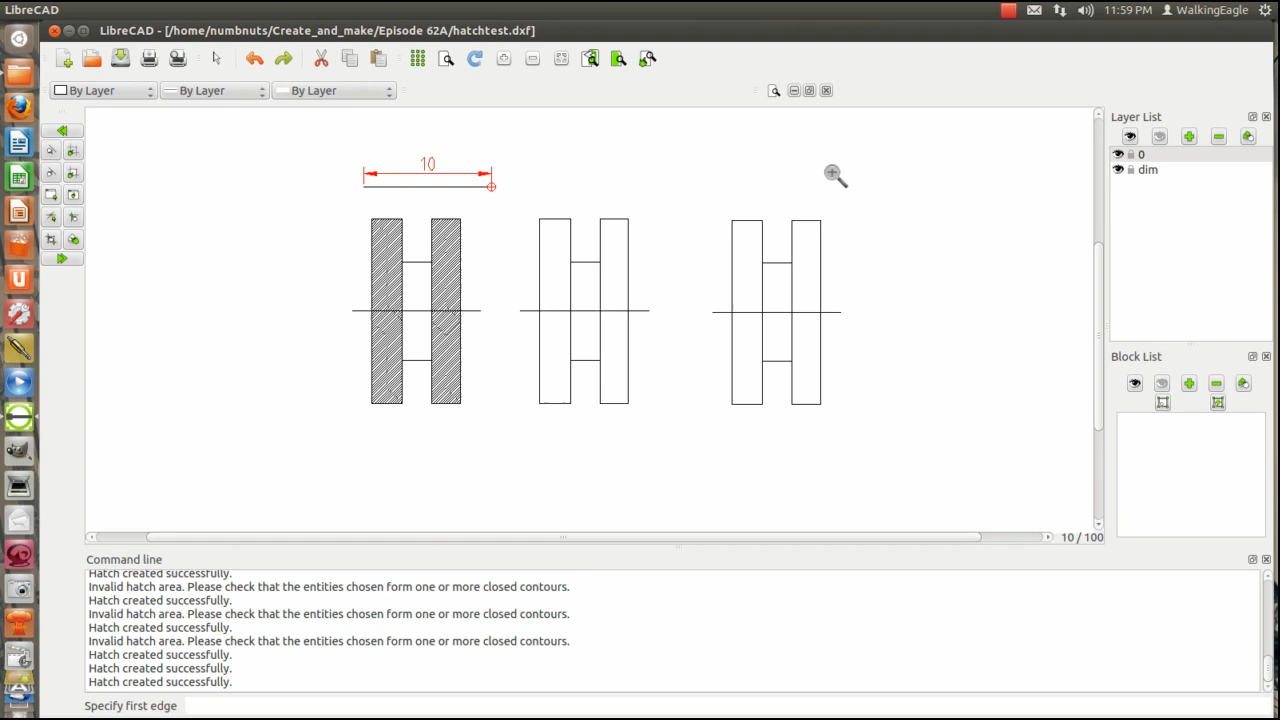 LibreCAD
11:59 PM WalkingEagle
LibreCAD - [/home/numbnuts/Create_and_make/Episode 62A/hatchtest.dxf]
By Layer By Layer By Layer
Layer List
0
dim
10
Block List
10 / 100
Command line
Hatch created successfully.
Invalid hatch area. Please check that the entities chosen form one or more closed contours.
Hatch created successfully.
Invalid hatch area. Please check that the entities chosen form one or more closed contours.
Hatch created successfully.
Invalid hatch area. Please check that the entities chosen form one or more closed contours.
Hatch created successfully.
Hatch created successfully.
Hatch created successfully.
Specify first edge